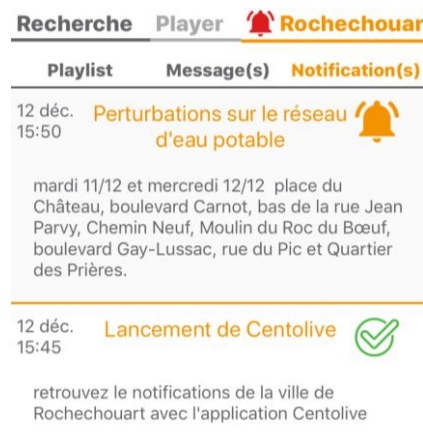 Recherche Player Rochechouar
Playlist Message(s) Notification(s)
12 déc.
15:50
Perturbations sur le réseau
d'eau potable
mardi 11/12 et mercredi 12/12 place du
Château, boulevard Carnot, bas de la rue Jean
Parvy, Chemin Neuf, Moulin du Roc du Bœuf,
boulevard Gay-Lussac, rue du Pic et Quartier
des Prières.
12 déc.
15:45
Lancement de Centolive
retrouvez le notifications de la ville de
Rochechouart avec l'application Centolive